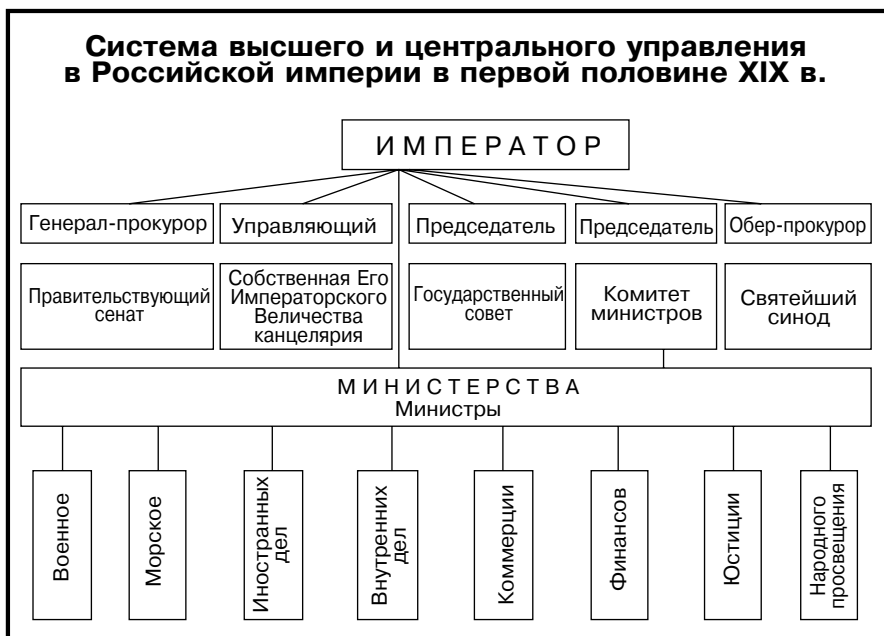 Система высшего и центрального управления
в Российской империи в первой половине XIX в.
ИМПЕРАТОР
Генерал-прокурор
Управляющий
Председатель
Председатель
Обер-прокурор
Правительствующий
сенат
Собственная Его
Императорского
Величества
канцелярия
Государственный
совет
Комитет
министров
Святейший
синод
МИНИСТЕРСТВА
Министры
Военное
Морское
Иностранных
дел
Внутренних
дел
Коммерции
Финансов
Юстиции
Народного
просвещения